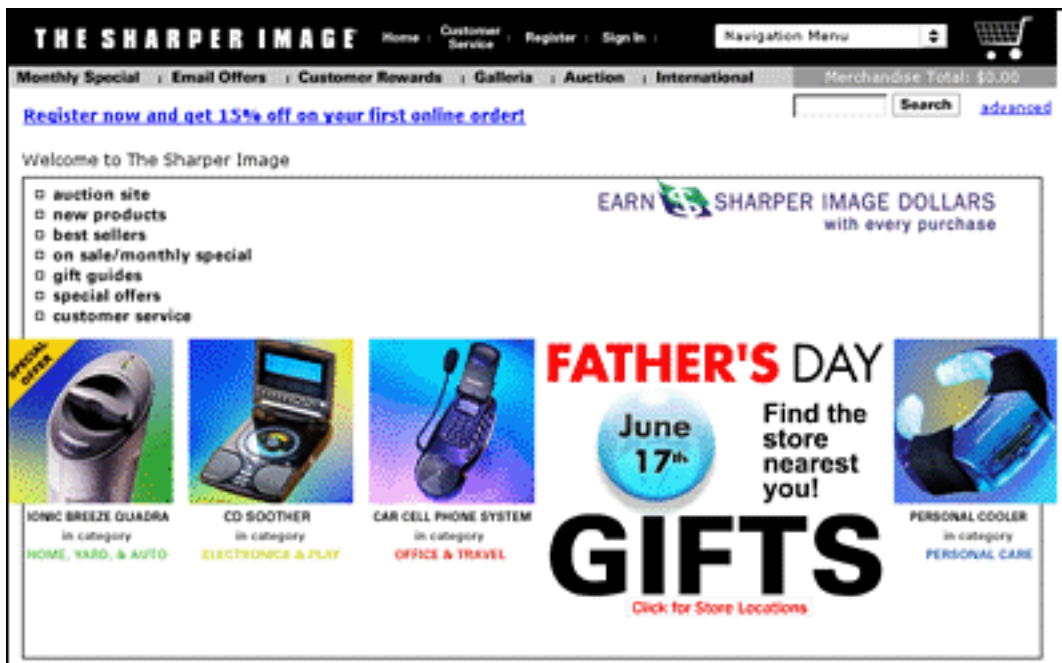 THE SHARPER IMAGE
Home
Customer Service
Register
Sign In
Navigation Menu
Monthly Special
Email Offers
Customer Rewards
Galleria
Auction
International
Merchandise Total: $0.00
Register now and get 15% off on your first online order!
Search
advanced
Welcome to The Sharper Image
auction site
new products
best sellers
on sale/monthly special
gift guides
special offers
customer service
EARN $ SHARPER IMAGE DOLLARS
with every purchase
SPECIAL OFFER
IONIC BREEZE QUADRA
in category
HOME, YARD, & AUTO
CD SOOTHER
in category
ELECTRONICS & PLAY
CAR CELL PHONE SYSTEM
in category
OFFICE & TRAVEL
FATHER'S DAY
June
17th
Find the
store
nearest
you!
GIFTS
Click for Store Locations
PERSONAL COOLER
in category
PERSONAL CARE